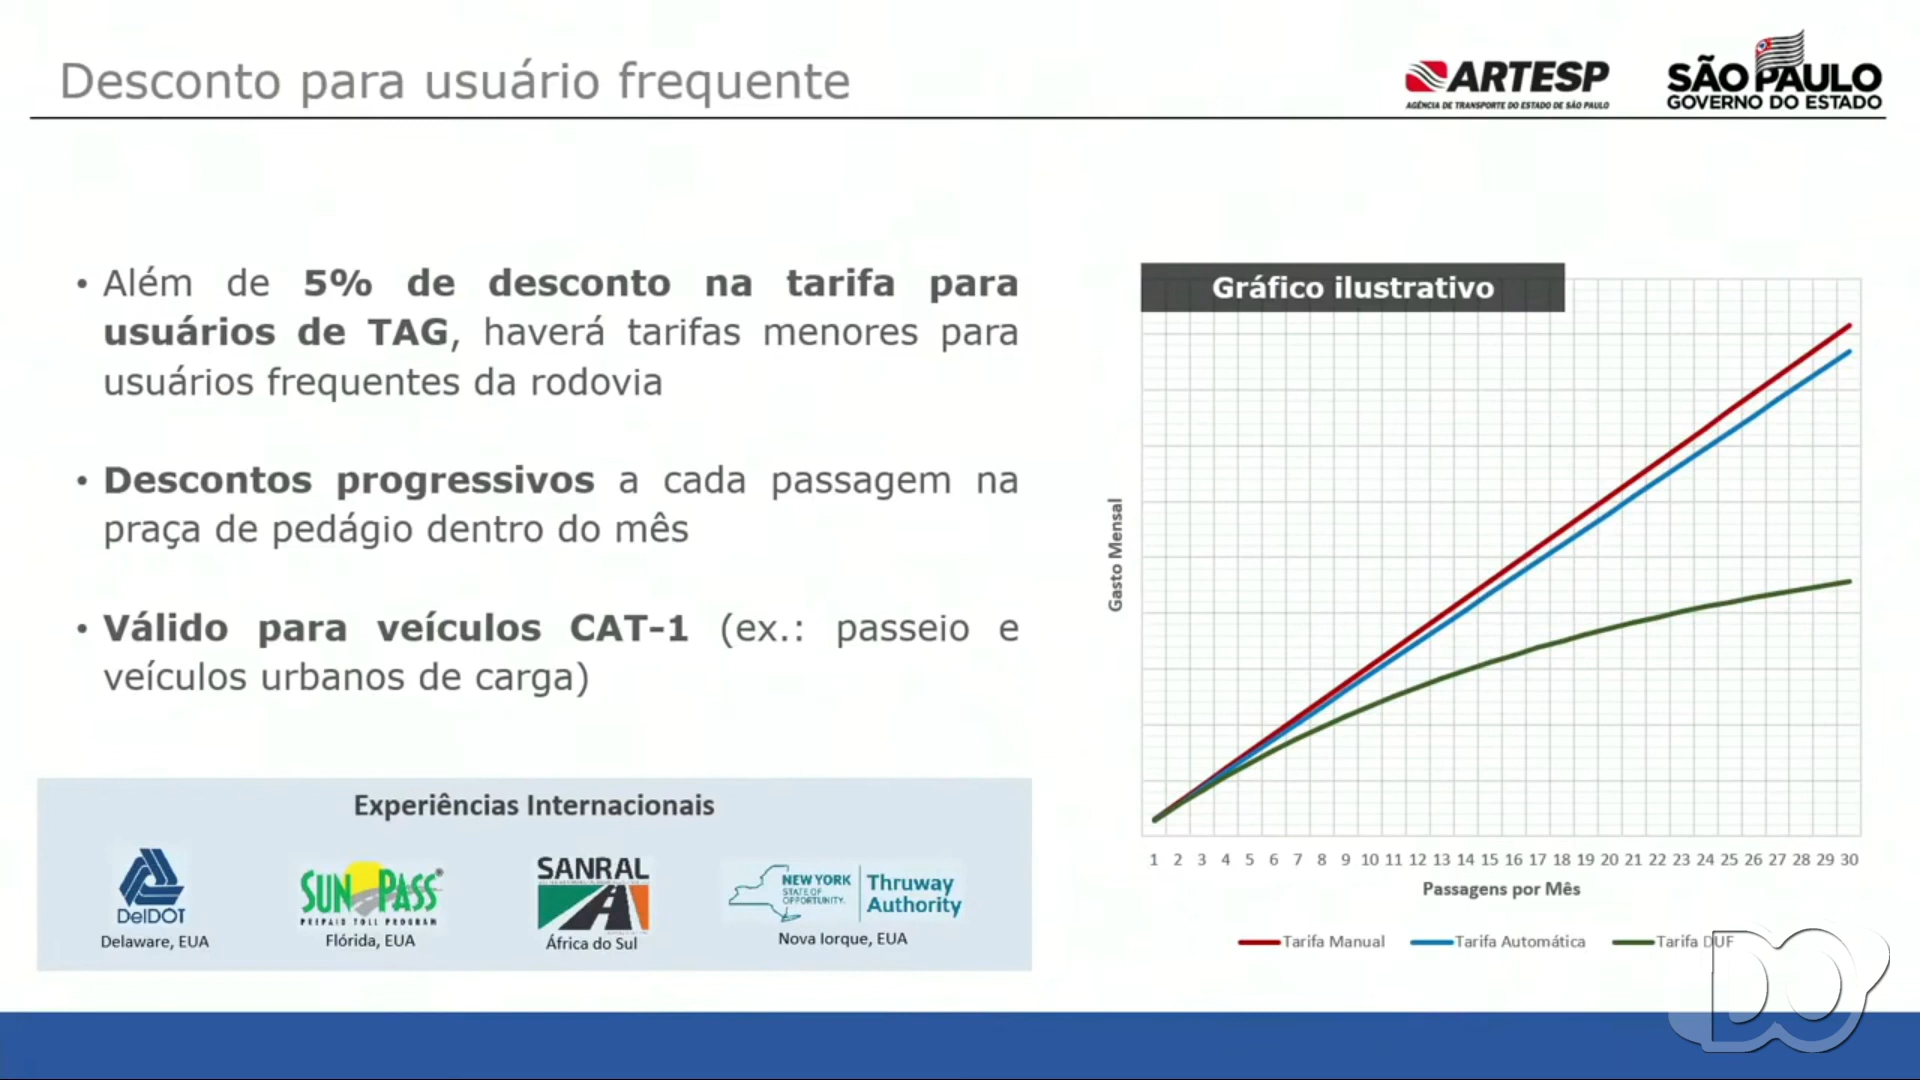 Desconto para usuário frequente
ARTESP
AGÊNCIA DE TRANSPORTE DO ESTADO DE SÃO PAULO
SÃO PAULO
GOVERNO DO ESTADO
• Além de 5% de desconto na tarifa para
usuários de TAG, haverá tarifas menores para
usuários frequentes da rodovia
• Descontos progressivos a cada passagem na
praça de pedágio dentro do mês
• Válido para veículos CAT-1 (ex.: passeio e
veículos urbanos de carga)
Experiências Internacionais
DelDOT
Delaware, EUA
SUNPASS®
PREPAID TOLL PROGRAM
Flórida, EUA
SANRAL
África do Sul
NEW YORK
STATE OF
OPPORTUNITY.
Thruway
Authority
Nova Iorque, EUA
Gráfico ilustrativo
Gasto Mensal
1 2 3 4 5 6 7 8 9 10 11 12 13 14 15 16 17 18 19 20 21 22 23 24 25 26 27 28 29 30
Passagens por Mês
Tarifa Manual
Tarifa Automática
Tarifa DUF
DO